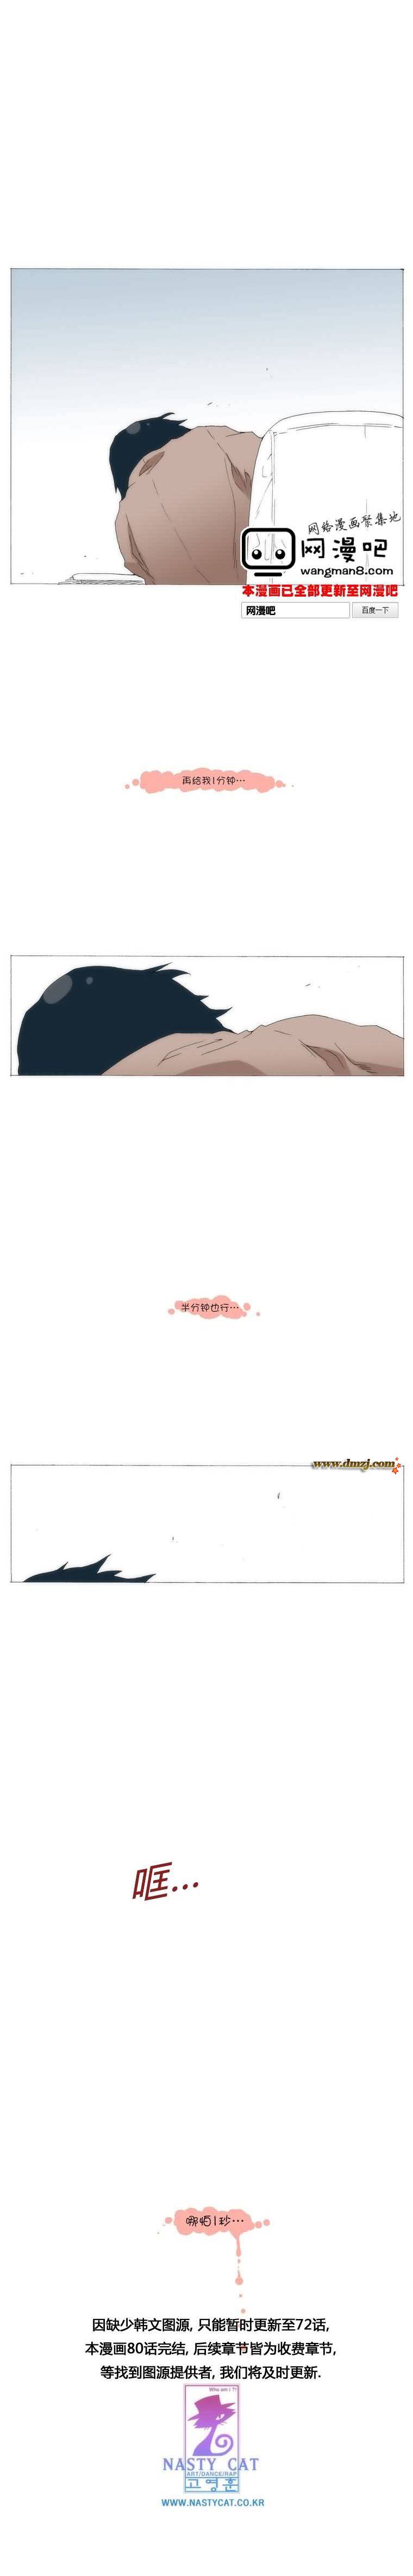 网络漫画聚集地
网漫吧
wangman8.com
本漫画已全部更新至网漫吧
网漫吧 百度一下
再给我1分钟…
半分钟也行…
www.dmzj.com
哐...
哪怕1秒…
因缺少韩文图源, 只能暂时更新至72话,
本漫画80话完结, 后续章节皆为收费章节,
等找到图源提供者, 我们将及时更新.
Who am i ?!
NASTY CAT
ART/DANCE/RAP
고영훈
WWW.NASTYCAT.CO.KR